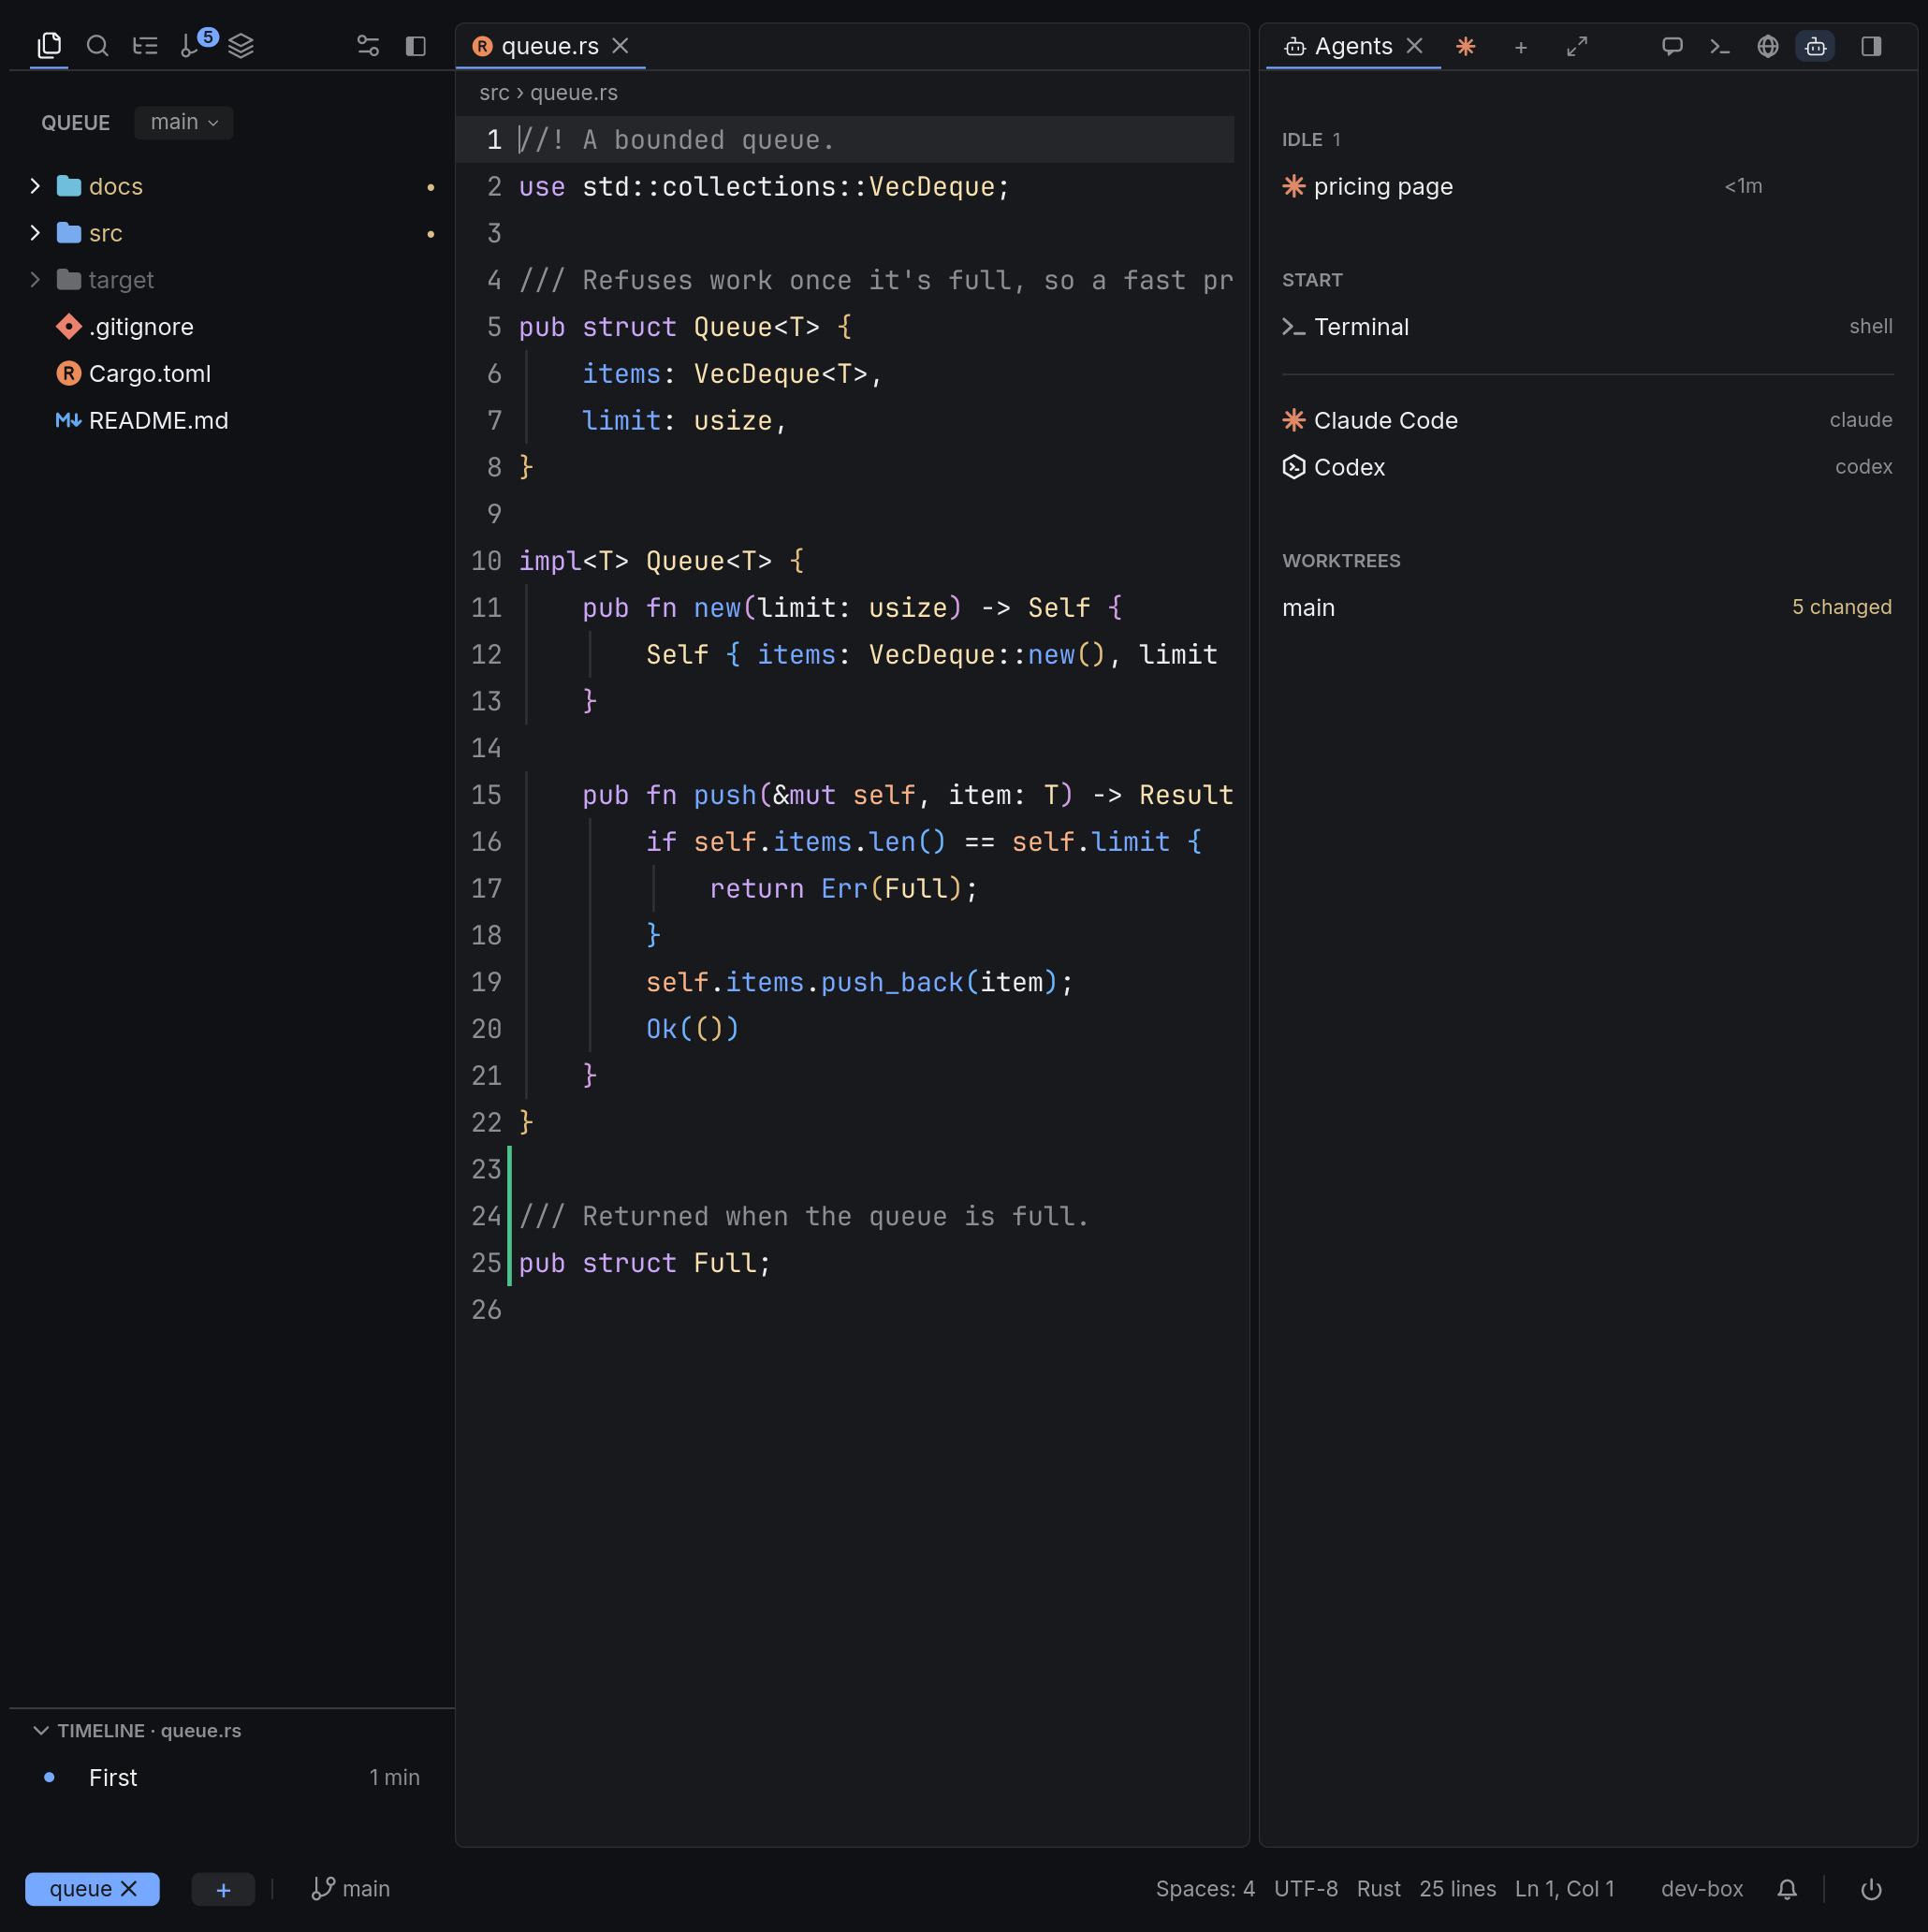 5
queue.rs
Agents
QUEUE main
docs
src
target
.gitignore
Cargo.toml
README.md
TIMELINE · queue.rs
First 1 min
src › queue.rs
1 //! A bounded queue.
2 use std::collections::VecDeque;
3
4 /// Refuses work once it's full, so a fast pr
5 pub struct Queue<T> {
6 items: VecDeque<T>,
7 limit: usize,
8 }
9
10 impl<T> Queue<T> {
11 pub fn new(limit: usize) -> Self {
12 Self { items: VecDeque::new(), limit
13 }
14
15 pub fn push(&mut self, item: T) -> Result
16 if self.items.len() == self.limit {
17 return Err(Full);
18 }
19 self.items.push_back(item);
20 Ok(())
21 }
22 }
23
24 /// Returned when the queue is full.
25 pub struct Full;
26
IDLE 1
pricing page <1m
START
Terminal shell
Claude Code claude
Codex codex
WORKTREES
main 5 changed
queue + main Spaces: 4 UTF-8 Rust 25 lines Ln 1, Col 1 dev-box